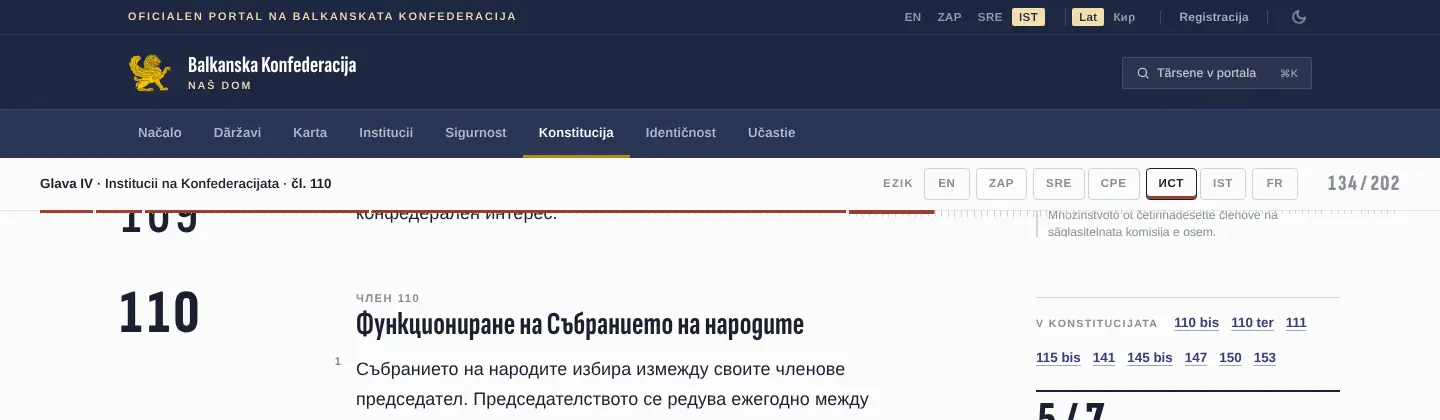 OFICIALEN PORTAL NA BALKANSKATA KONFEDERACIJA
EN ZAP SRE IST Lat Кир Registracija
Balkanska Konfederacija
NAŠ DOM
Tărsene v portala ⌘K
Načalo Dăržavi Karta Institucii Sigurnost Konstitucija Identičnost Učastie
Glava IV · Institucii na Konfederacijata · čl. 110
EZIK EN ZAP SRE СРЕ ИСТ IST FR 134/202
109
конфедерален интерес.
Mnozinstvoto ot četirinadesette členove na
săglasitelnata komisija e osem.
110
ЧЛЕН 110
Функциониране на Събранието на народите
1 Събранието на народите избира измежду своите членове
председател. Председателството се редува ежегодно между
V KONSTITUCIJATA 110 bis 110 ter 111
115 bis 141 145 bis 147 150 153
5/7